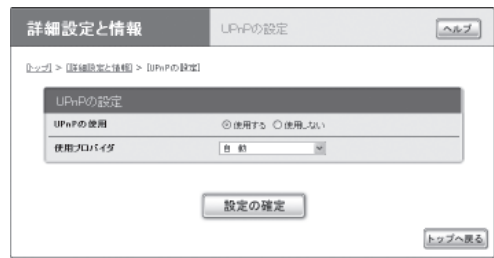 詳細設定と情報
UPnPの設定
ヘルプ
[トップ] > [詳細設定と情報] > [UPnPの設定]
UPnPの設定
UPnPの使用
使用する 使用しない
使用プロバイダ
自 動
設定の確定
トップへ戻る